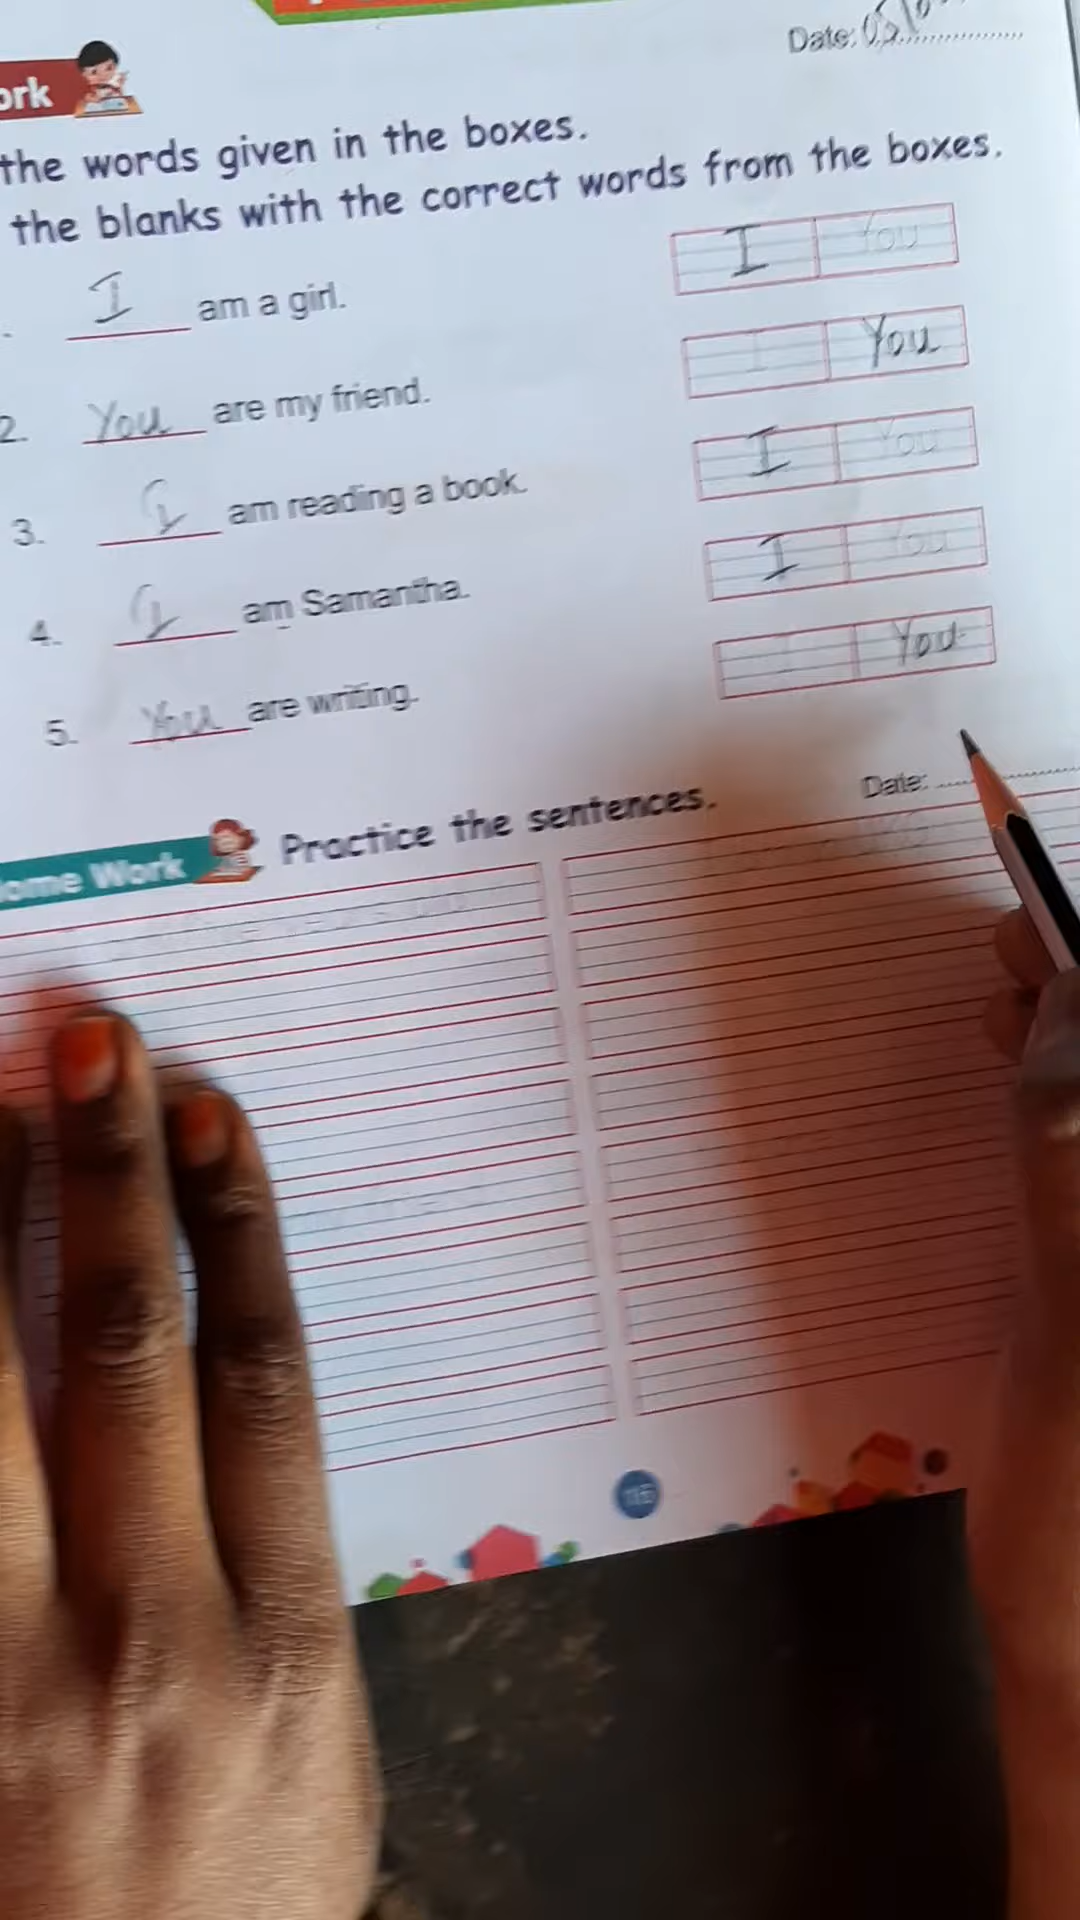 Date: 05/0
ork
the words given in the boxes.
the blanks with the correct words from the boxes.
I am a girl. I You
2. You are my friend. I You
3. I am reading a book. I You
4. I am Samantha. I You
5. You are writing. I You
Date:
ome Work Practice the sentences.